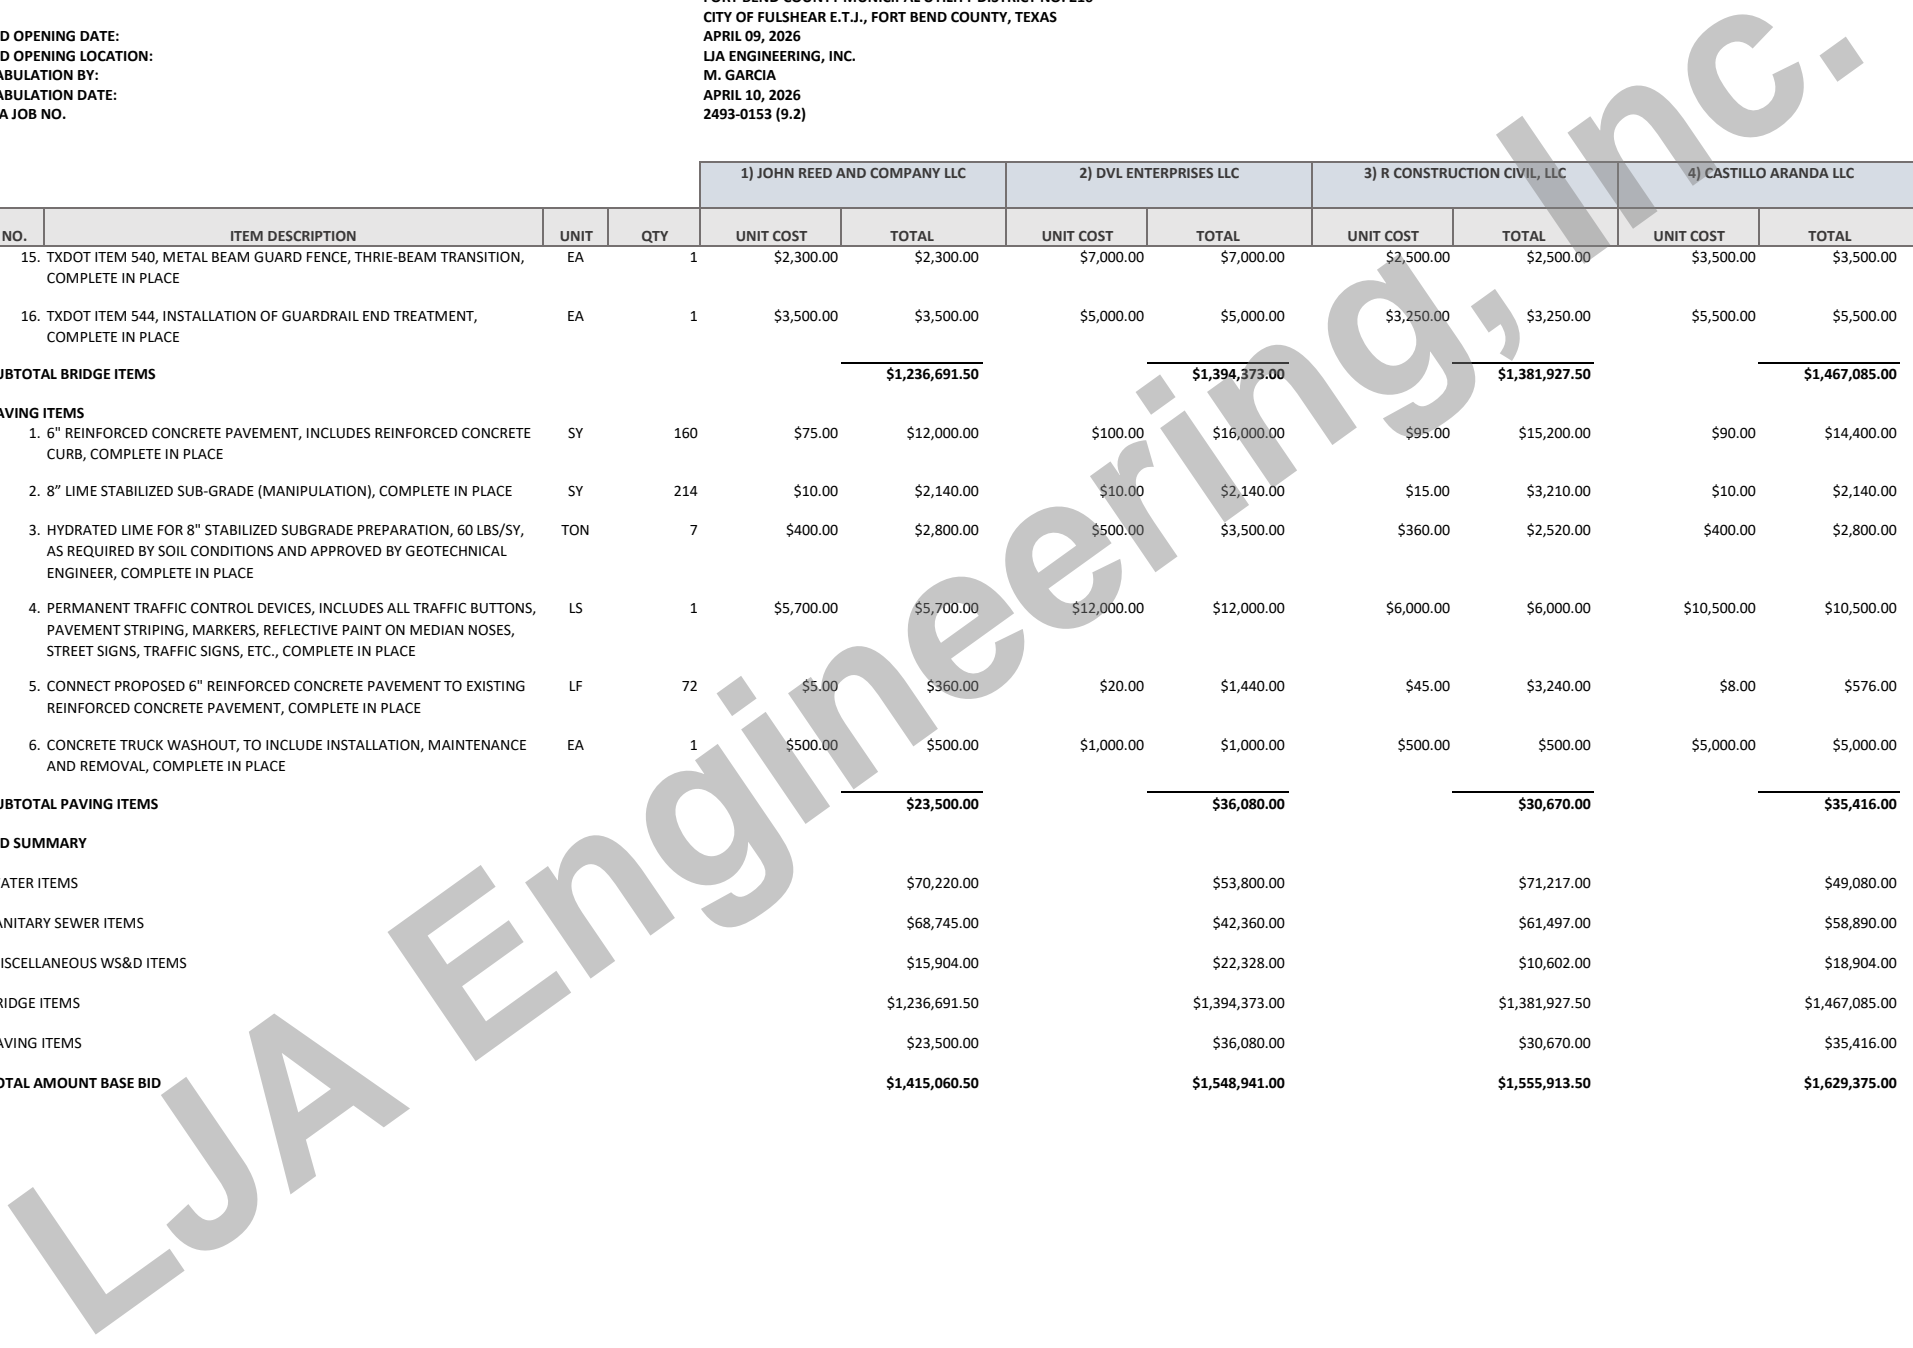 CITY OF FULSHEAR E.T.J., FORT BEND COUNTY, TEXAS
D OPENING DATE: APRIL 09, 2026
D OPENING LOCATION: LJA ENGINEERING, INC.
ABULATION BY: M. GARCIA
ABULATION DATE: APRIL 10, 2026
A JOB NO. 2493-0153 (9.2)
1) JOHN REED AND COMPANY LLC 2) DVL ENTERPRISES LLC 3) R CONSTRUCTION CIVIL, LLC 4) CASTILLO ARANDA LLC
NO. ITEM DESCRIPTION UNIT QTY UNIT COST TOTAL UNIT COST TOTAL UNIT COST TOTAL UNIT COST TOTAL
15. TXDOT ITEM 540, METAL BEAM GUARD FENCE, THRIE-BEAM TRANSITION, EA 1 $2,300.00 $2,300.00 $7,000.00 $7,000.00 $2,500.00 $2,500.00 $3,500.00 $3,500.00
COMPLETE IN PLACE
16. TXDOT ITEM 544, INSTALLATION OF GUARDRAIL END TREATMENT, EA 1 $3,500.00 $3,500.00 $5,000.00 $5,000.00 $3,250.00 $3,250.00 $5,500.00 $5,500.00
COMPLETE IN PLACE
UBTOTAL BRIDGE ITEMS $1,236,691.50 $1,394,373.00 $1,381,927.50 $1,467,085.00
AVING ITEMS
1. 6" REINFORCED CONCRETE PAVEMENT, INCLUDES REINFORCED CONCRETE SY 160 $75.00 $12,000.00 $100.00 $16,000.00 $95.00 $15,200.00 $90.00 $14,400.00
CURB, COMPLETE IN PLACE
2. 8” LIME STABILIZED SUB-GRADE (MANIPULATION), COMPLETE IN PLACE SY 214 $10.00 $2,140.00 $10.00 $2,140.00 $15.00 $3,210.00 $10.00 $2,140.00
3. HYDRATED LIME FOR 8" STABILIZED SUBGRADE PREPARATION, 60 LBS/SY, TON 7 $400.00 $2,800.00 $500.00 $3,500.00 $360.00 $2,520.00 $400.00 $2,800.00
AS REQUIRED BY SOIL CONDITIONS AND APPROVED BY GEOTECHNICAL
ENGINEER, COMPLETE IN PLACE
4. PERMANENT TRAFFIC CONTROL DEVICES, INCLUDES ALL TRAFFIC BUTTONS, LS 1 $5,700.00 $5,700.00 $12,000.00 $12,000.00 $6,000.00 $6,000.00 $10,500.00 $10,500.00
PAVEMENT STRIPING, MARKERS, REFLECTIVE PAINT ON MEDIAN NOSES,
STREET SIGNS, TRAFFIC SIGNS, ETC., COMPLETE IN PLACE
5. CONNECT PROPOSED 6" REINFORCED CONCRETE PAVEMENT TO EXISTING LF 72 $5.00 $360.00 $20.00 $1,440.00 $45.00 $3,240.00 $8.00 $576.00
REINFORCED CONCRETE PAVEMENT, COMPLETE IN PLACE
6. CONCRETE TRUCK WASHOUT, TO INCLUDE INSTALLATION, MAINTENANCE EA 1 $500.00 $500.00 $1,000.00 $1,000.00 $500.00 $500.00 $5,000.00 $5,000.00
AND REMOVAL, COMPLETE IN PLACE
UBTOTAL PAVING ITEMS $23,500.00 $36,080.00 $30,670.00 $35,416.00
D SUMMARY
ATER ITEMS $70,220.00 $53,800.00 $71,217.00 $49,080.00
ANITARY SEWER ITEMS $68,745.00 $42,360.00 $61,497.00 $58,890.00
ISCELLANEOUS WS&D ITEMS $15,904.00 $22,328.00 $10,602.00 $18,904.00
RIDGE ITEMS $1,236,691.50 $1,394,373.00 $1,381,927.50 $1,467,085.00
AVING ITEMS $23,500.00 $36,080.00 $30,670.00 $35,416.00
OTAL AMOUNT BASE BID $1,415,060.50 $1,548,941.00 $1,555,913.50 $1,629,375.00
LJA Engineering, Inc.